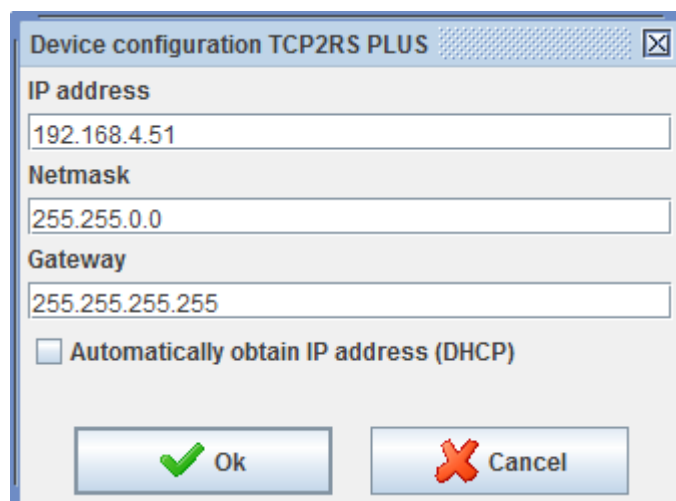 Device configuration TCP2RS PLUS
IP address
192.168.4.51
Netmask
255.255.0.0
Gateway
255.255.255.255
Automatically obtain IP address (DHCP)
Ok Cancel